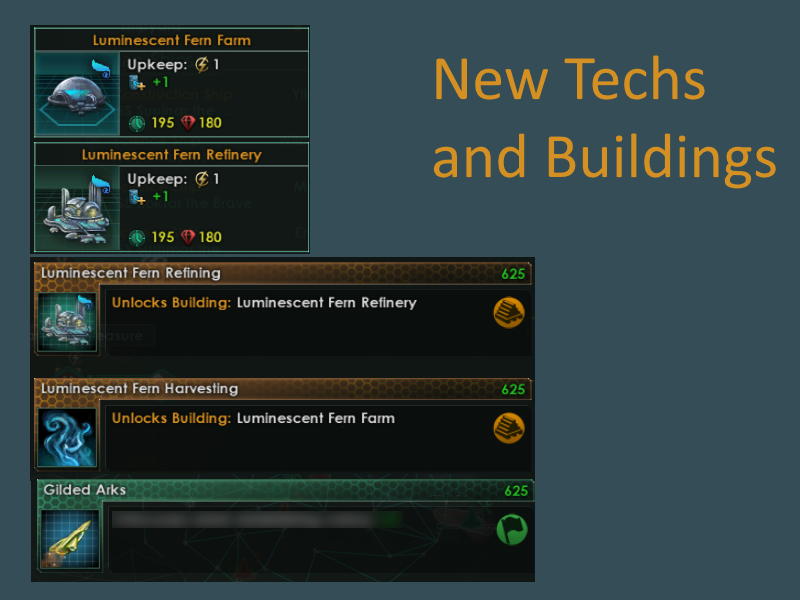 Luminescent Fern Farm
Upkeep: 1
+1
195 180
Luminescent Fern Refinery
Upkeep: 1
+1
195 180
New Techs
and Buildings
Luminescent Fern Refining 625
Unlocks Building: Luminescent Fern Refinery
Luminescent Fern Harvesting 625
Unlocks Building: Luminescent Fern Farm
Gilded Arks 625